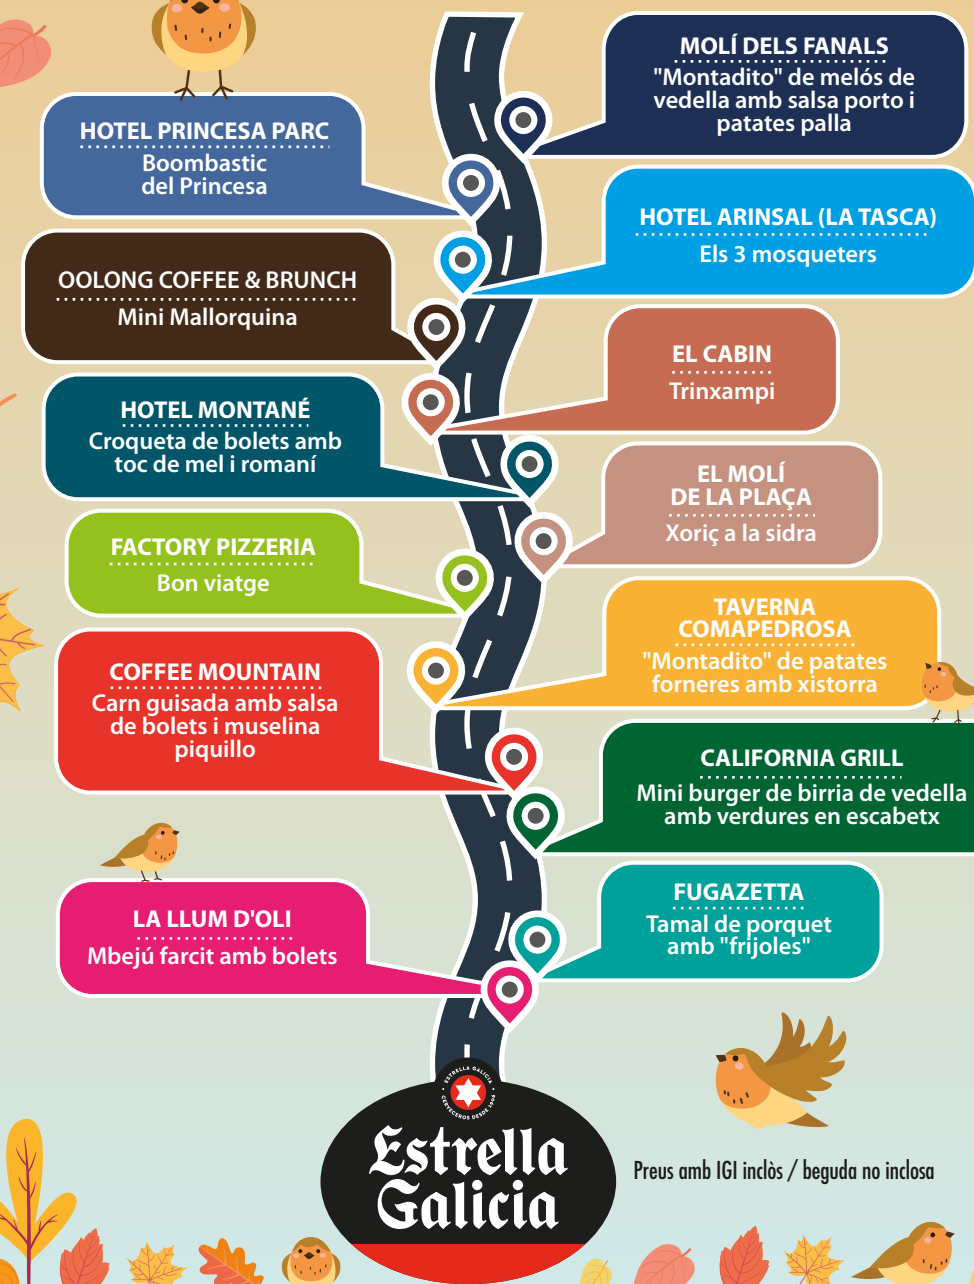 MOLÍ DELS FANALS
"Montadito" de melós de
vedella amb salsa porto i
patates palla
HOTEL PRINCESA PARC
Boombastic
del Princesa
HOTEL ARINSAL (LA TASCA)
Els 3 mosqueters
OOLONG COFFEE & BRUNCH
Mini Mallorquina
EL CABIN
Trinxampi
HOTEL MONTANÉ
Croqueta de bolets amb
toc de mel i romaní
EL MOLÍ
DE LA PLAÇA
Xoriç a la sidra
FACTORY PIZZERIA
Bon viatge
TAVERNA
COMAPEDROSA
"Montadito" de patates
forneres amb xistorra
COFFEE MOUNTAIN
Carn guisada amb salsa
de bolets i muselina
piquillo
CALIFORNIA GRILL
Mini burger de birria de vedella
amb verdures en escabetx
FUGAZETTA
Tamal de porquet
amb "frijoles"
LA LLUM D'OLI
Mbejú farcit amb bolets
ESTRELLA GALICIA
CERVECEROS DESDE 1906
Estrella
Galicia
Preus amb IGI inclòs / beguda no inclosa